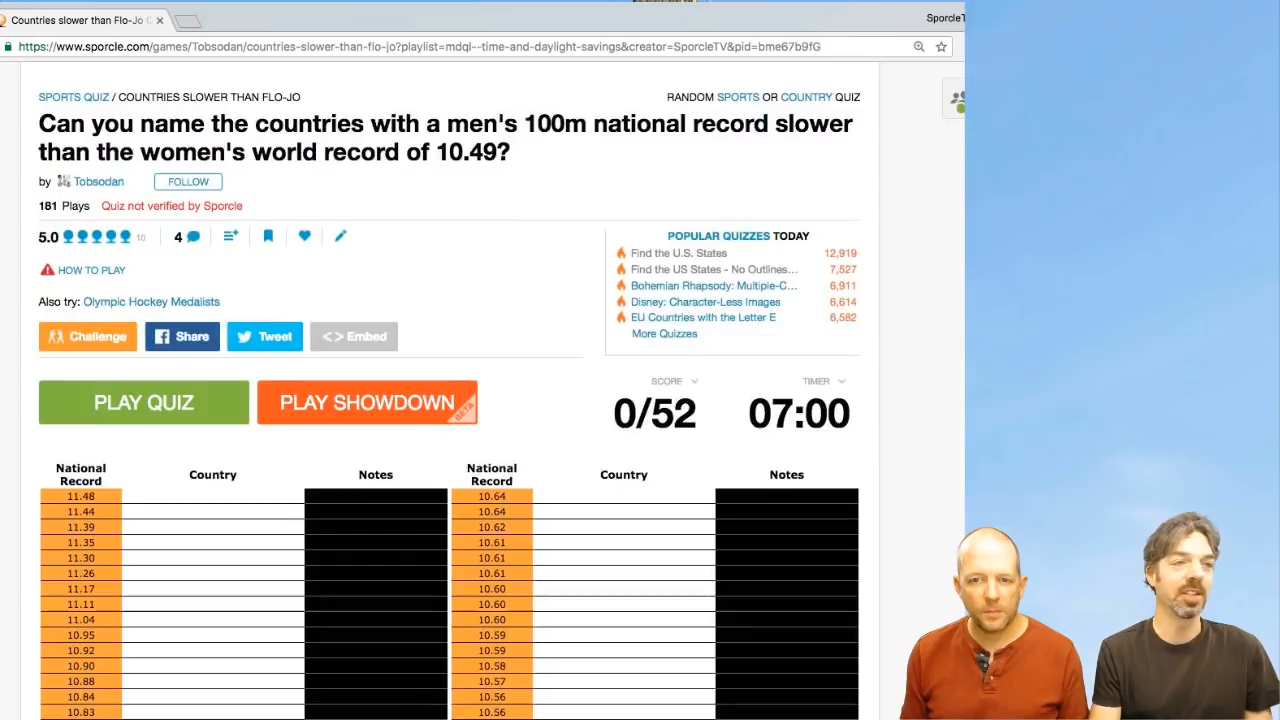 Countries slower than Flo-Jo
SporcleT
https://www.sporcle.com/games/Tobsodan/countries-slower-than-flo-jo?playlist=mdql--time-and-daylight-savings&creator=SporcleTV&pid=bme67b9fG
SPORTS QUIZ / COUNTRIES SLOWER THAN FLO-JO
RANDOM SPORTS OR COUNTRY QUIZ
Can you name the countries with a men's 100m national record slower
than the women's world record of 10.49?
by Tobsodan FOLLOW
181 Plays Quiz not verified by Sporcle
5.0 10 4
HOW TO PLAY
Also try: Olympic Hockey Medalists
Challenge Share Tweet <> Embed
POPULAR QUIZZES TODAY
Find the U.S. States 12,919
Find the US States - No Outlines... 7,527
Bohemian Rhapsody: Multiple-C... 6,911
Disney: Character-Less Images 6,614
EU Countries with the Letter E 6,582
More Quizzes
PLAY QUIZ PLAY SHOWDOWN BETA
SCORE TIMER
0/52 07:00
National Record Country Notes National Record Country Notes
11.48 10.64
11.44 10.64
11.39 10.62
11.35 10.61
11.30 10.61
11.26 10.61
11.17 10.60
11.11 10.60
11.04 10.60
10.95 10.59
10.92 10.59
10.90 10.58
10.88 10.57
10.84 10.56
10.83 10.56